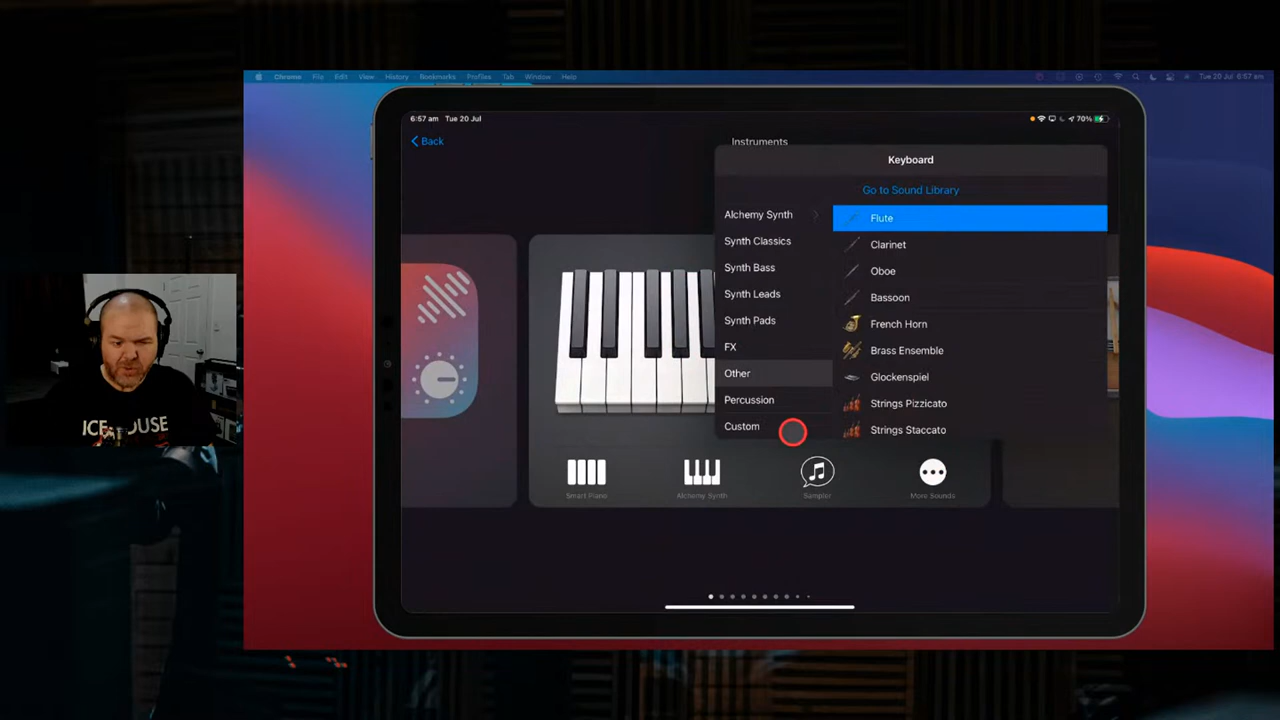 Chrome File Edit View History Bookmarks Profiles Tab Window Help
Tue 20 Jul 6:57 am
6:57 am Tue 20 Jul
70%
Back
Instruments
Keyboard
Go to Sound Library
Alchemy Synth
Synth Classics
Synth Bass
Synth Leads
Synth Pads
FX
Other
Percussion
Custom
Flute
Clarinet
Oboe
Bassoon
French Horn
Brass Ensemble
Glockenspiel
Strings Pizzicato
Strings Staccato
Smart Piano
Alchemy Synth
Sampler
More Sounds